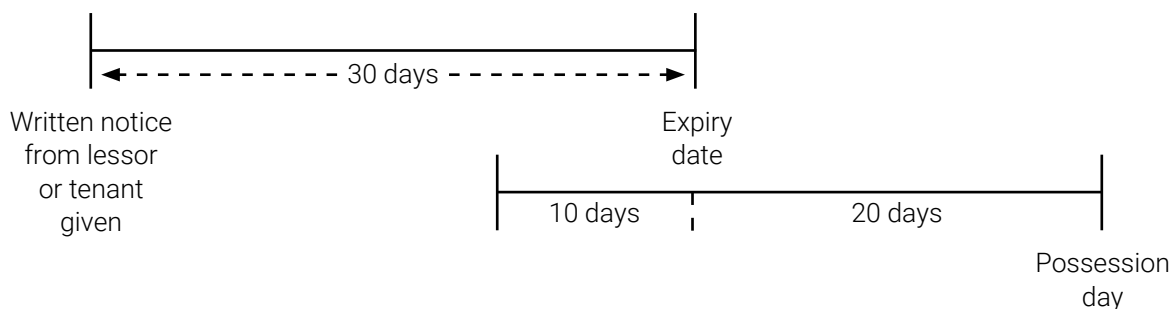 30 days
Written notice
from lessor
or tenant
given
Expiry
date
10 days
20 days
Possession
day